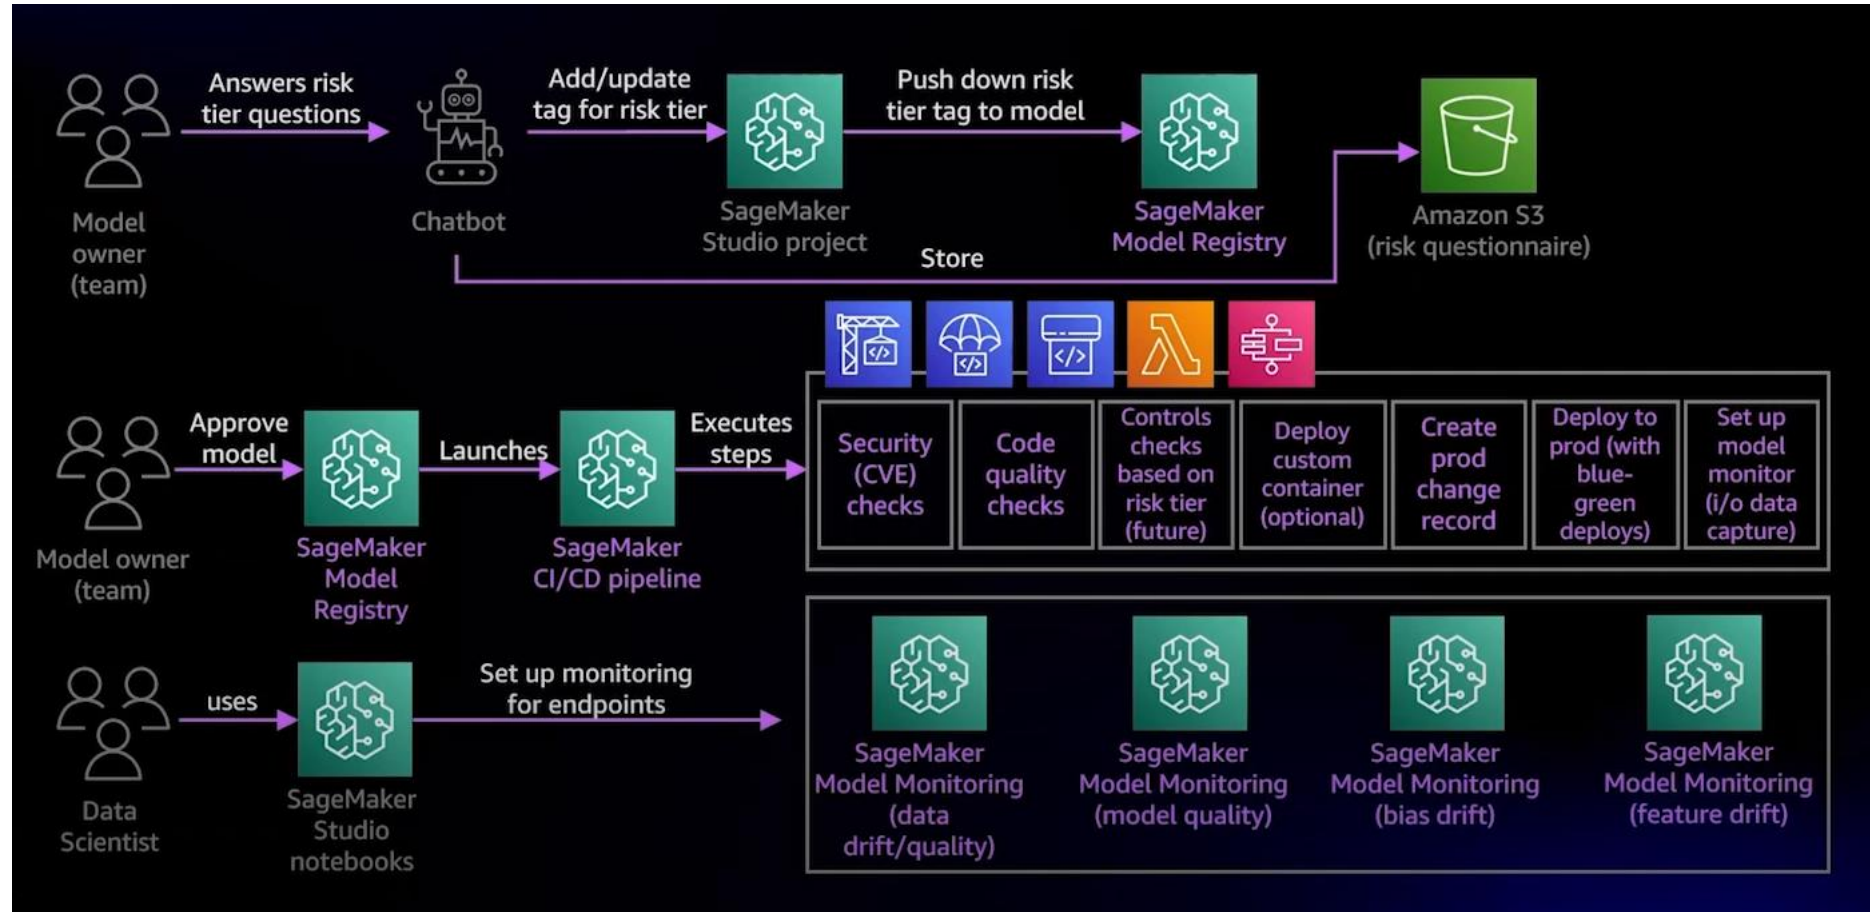 Answers risk
tier questions
Add/update
tag for risk tier
Push down risk
tier tag to model
Model
owner
(team)
Chatbot
SageMaker
Studio project
SageMaker
Model Registry
Amazon S3
(risk questionnaire)
Store
Approve
model
Launches
Executes
steps
Model owner
(team)
SageMaker
Model
Registry
SageMaker
CI/CD pipeline
Security
(CVE)
checks
Code
quality
checks
Controls
checks
based on
risk tier
(future)
Deploy
custom
container
(optional)
Create
prod
change
record
Deploy to
prod (with
blue-
green
deploys)
Set up
model
monitor
(i/o data
capture)
uses
Set up monitoring
for endpoints
Data
Scientist
SageMaker
Studio
notebooks
SageMaker
Model Monitoring
(data
drift/quality)
SageMaker
Model Monitoring
(model quality)
SageMaker
Model Monitoring
(bias drift)
SageMaker
Model Monitoring
(feature drift)